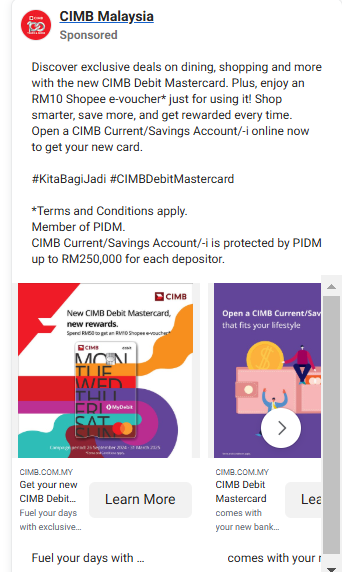 CIMB Malaysia
Sponsored
Discover exclusive deals on dining, shopping and more
with the new CIMB Debit Mastercard. Plus, enjoy an
RM10 Shopee e-voucher* just for using it! Shop
smarter, save more, and get rewarded every time.
Open a CIMB Current/Savings Account/-i online now
to get your new card.
#KitaBagiJadi #CIMBDebitMastercard
*Terms and Conditions apply.
Member of PIDM.
CIMB Current/Savings Account/-i is protected by PIDM
up to RM250,000 for each depositor.
CIMB
New CIMB Debit Mastercard,
new rewards.
Spend RM50 to get an RM10 Shopee e-voucher*
CIMB debit
MON
TUE
WED
THU
FRI
SAT
SUN
MyDebit
Open a CIMB Current/Sav
that fits your lifestyle
CIMB.COM.MY
Get your new
CIMB Debit...
Fuel your days
with exclusive...
Learn More
CIMB.COM.MY
CIMB Debit
Mastercard
comes with
your new bank...
Lea
Fuel your days with ...
comes with your r